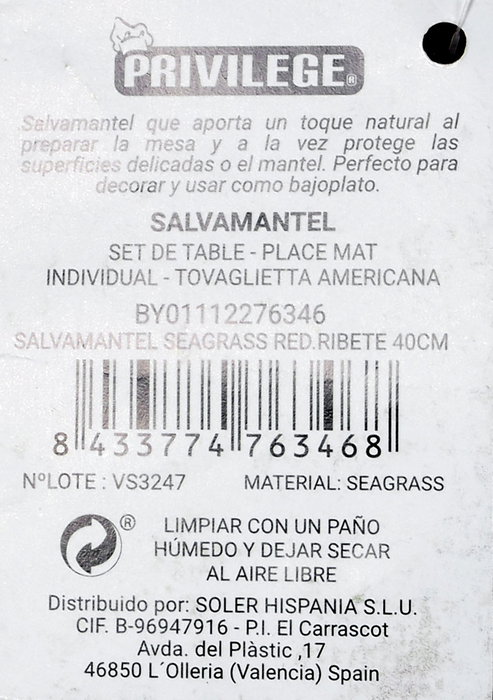 PRIVILEGE®
Salvamantel que aporta un toque natural al
preparar la mesa y a la vez protege las
superficies delicadas o el mantel. Perfecto para
decorar y usar como bajoplato.
SALVAMANTEL
SET DE TABLE - PLACE MAT
INDIVIDUAL - TOVAGLIETTA AMERICANA
BY01112276346
SALVAMANTEL SEAGRASS RED.RIBETE 40CM
8 433774 763468
NºLOTE : VS3247 MATERIAL: SEAGRASS
® LIMPIAR CON UN PAÑO
HÚMEDO Y DEJAR SECAR
AL AIRE LIBRE
Distribuido por: SOLER HISPANIA S.L.U.
CIF. B-96947916 - P.I. El Carrascot
Avda. del Plàstic ,17
46850 L´Olleria (Valencia) Spain